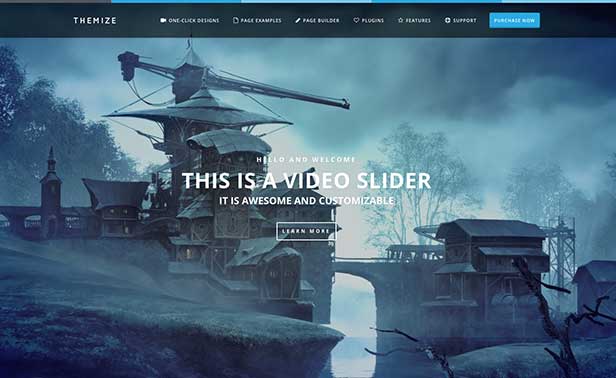 THEMIZE
ONE-CLICK DESIGNS PAGE EXAMPLES PAGE BUILDER PLUGINS FEATURES SUPPORT PURCHASE NOW
HELLO AND WELCOME
THIS IS A VIDEO SLIDER
IT IS AWESOME AND CUSTOMIZABLE
LEARN MORE